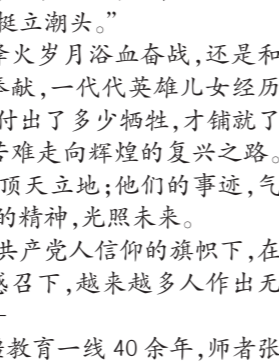 挺立潮头。”
烽火岁月浴血奋战，还是和
奉献，一代代英雄儿女经历
付出了多少牺牲，才铺就了
苦难走向辉煌的复兴之路。
顶天立地；他们的事迹，气
的精神，光照未来。
共产党人信仰的旗帜下，在
感召下，越来越多人作出无
教育一线 40 余年，师者张